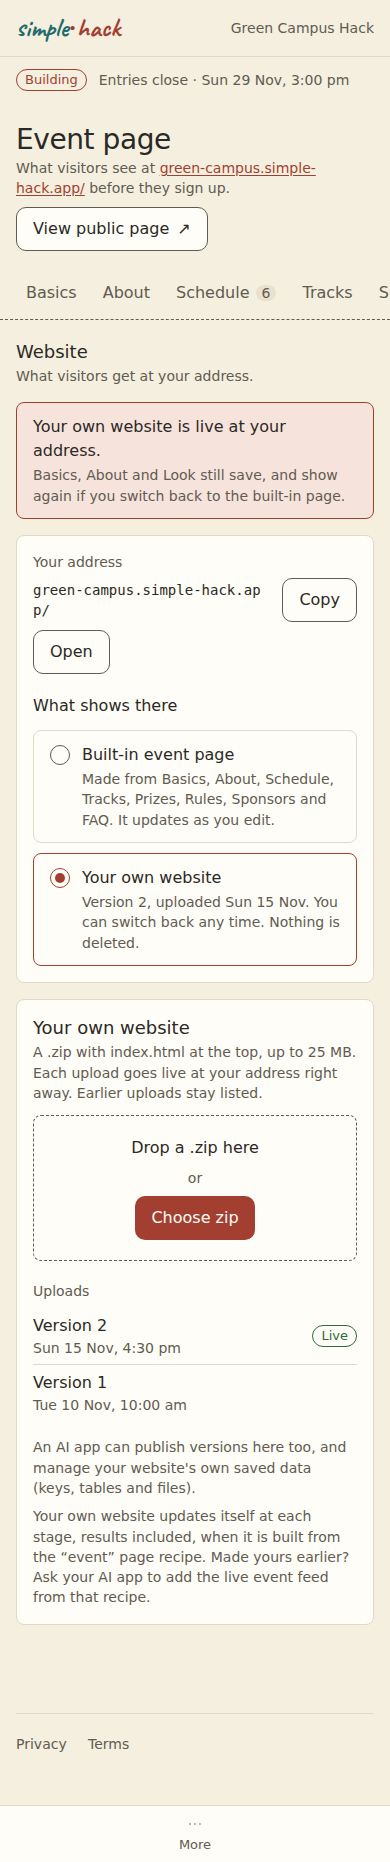 simple·hack
Green Campus Hack
Building
Entries close · Sun 29 Nov, 3:00 pm
Event page
What visitors see at green-campus.simple-
hack.app/ before they sign up.
View public page ↗
Basics About Schedule 6 Tracks S
Website
What visitors get at your address.
Your own website is live at your
address.
Basics, About and Look still save, and show
again if you switch back to the built-in page.
Your address
green-campus.simple-hack.ap
p/
Copy
Open
What shows there
Built-in event page
Made from Basics, About, Schedule,
Tracks, Prizes, Rules, Sponsors and
FAQ. It updates as you edit.
Your own website
Version 2, uploaded Sun 15 Nov. You
can switch back any time. Nothing is
deleted.
Your own website
A .zip with index.html at the top, up to 25 MB.
Each upload goes live at your address right
away. Earlier uploads stay listed.
Drop a .zip here
or
Choose zip
Uploads
Version 2
Sun 15 Nov, 4:30 pm
Live
Version 1
Tue 10 Nov, 10:00 am
An AI app can publish versions here too, and
manage your website's own saved data
(keys, tables and files).
Your own website updates itself at each
stage, results included, when it is built from
the “event” page recipe. Made yours earlier?
Ask your AI app to add the live event feed
from that recipe.
Privacy Terms
...
More